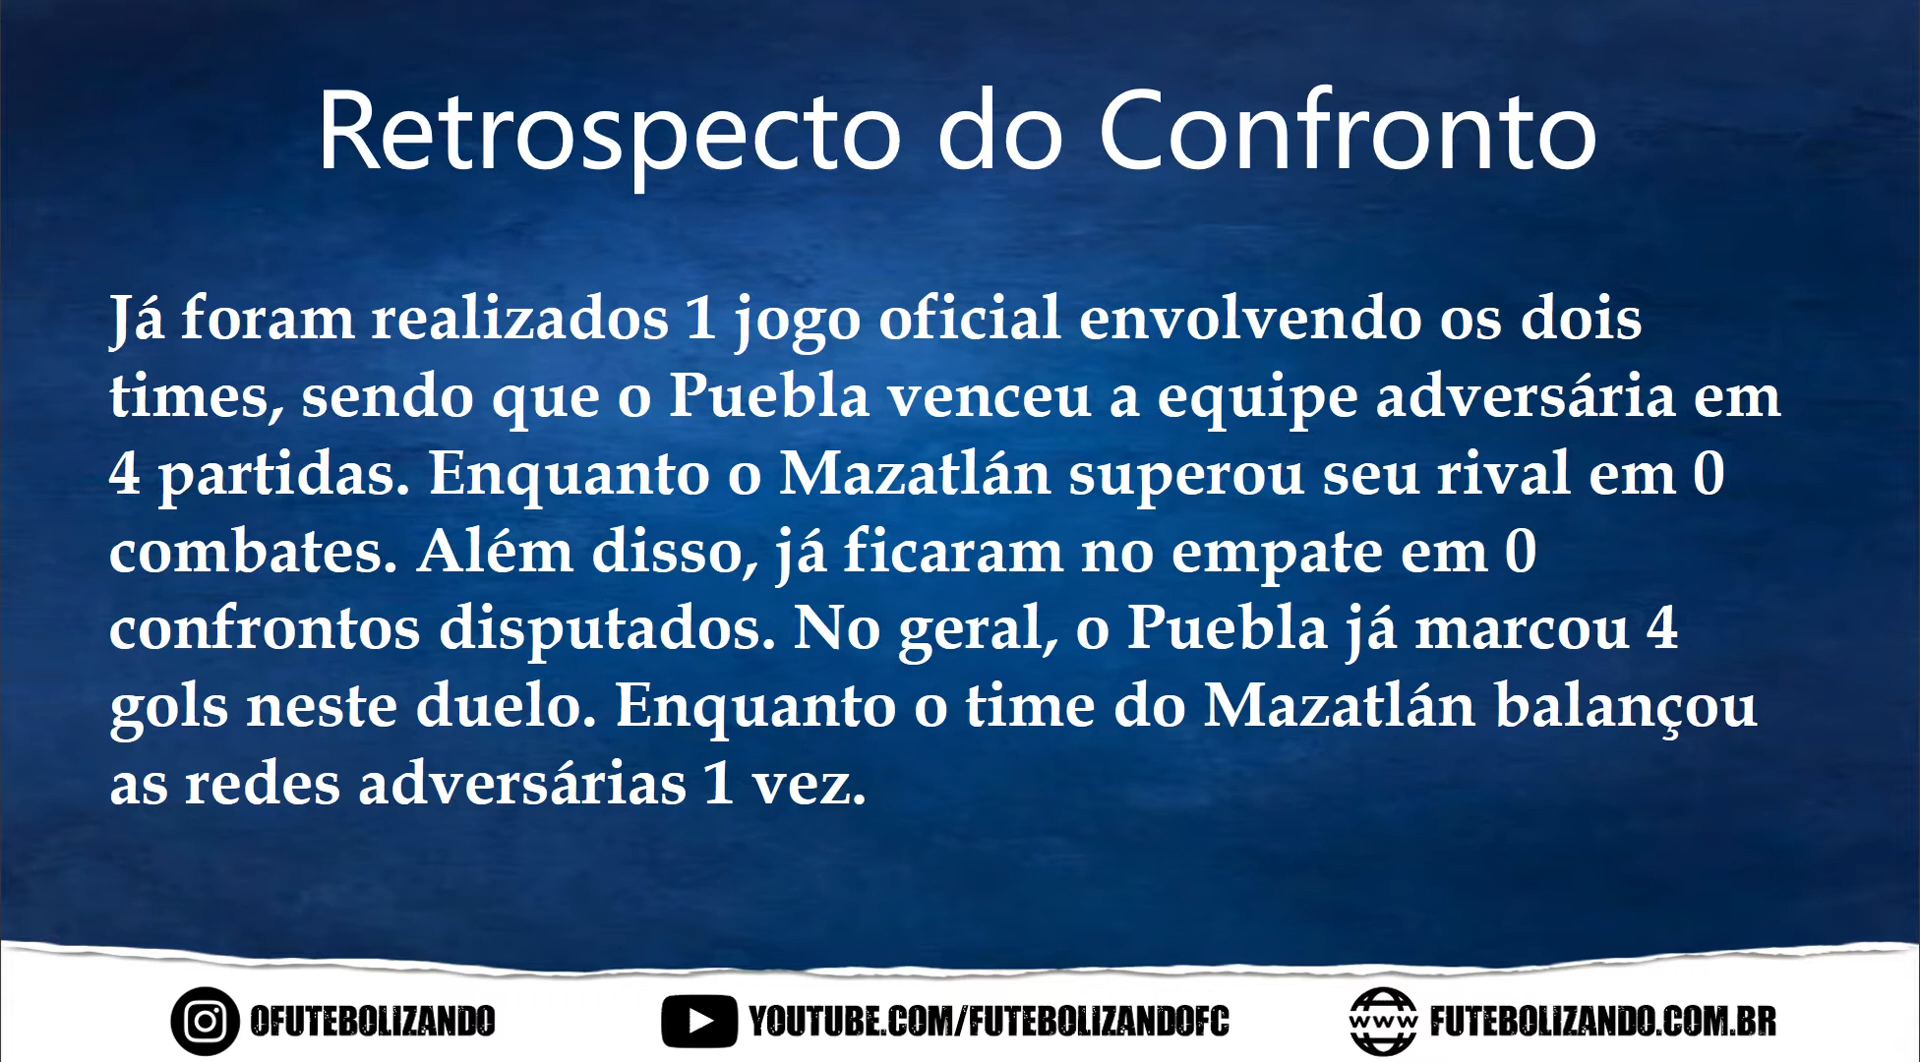 Retrospecto do Confronto
Já foram realizados 1 jogo oficial envolvendo os dois
times, sendo que o Puebla venceu a equipe adversária em
4 partidas. Enquanto o Mazatlán superou seu rival em 0
combates. Além disso, já ficaram no empate em 0
confrontos disputados. No geral, o Puebla já marcou 4
gols neste duelo. Enquanto o time do Mazatlán balançou
as redes adversárias 1 vez.
OFUTEBOLIZANDO
YOUTUBE.COM/FUTEBOLIZANDOFC
WWW
FUTEBOLIZANDO.COM.BR